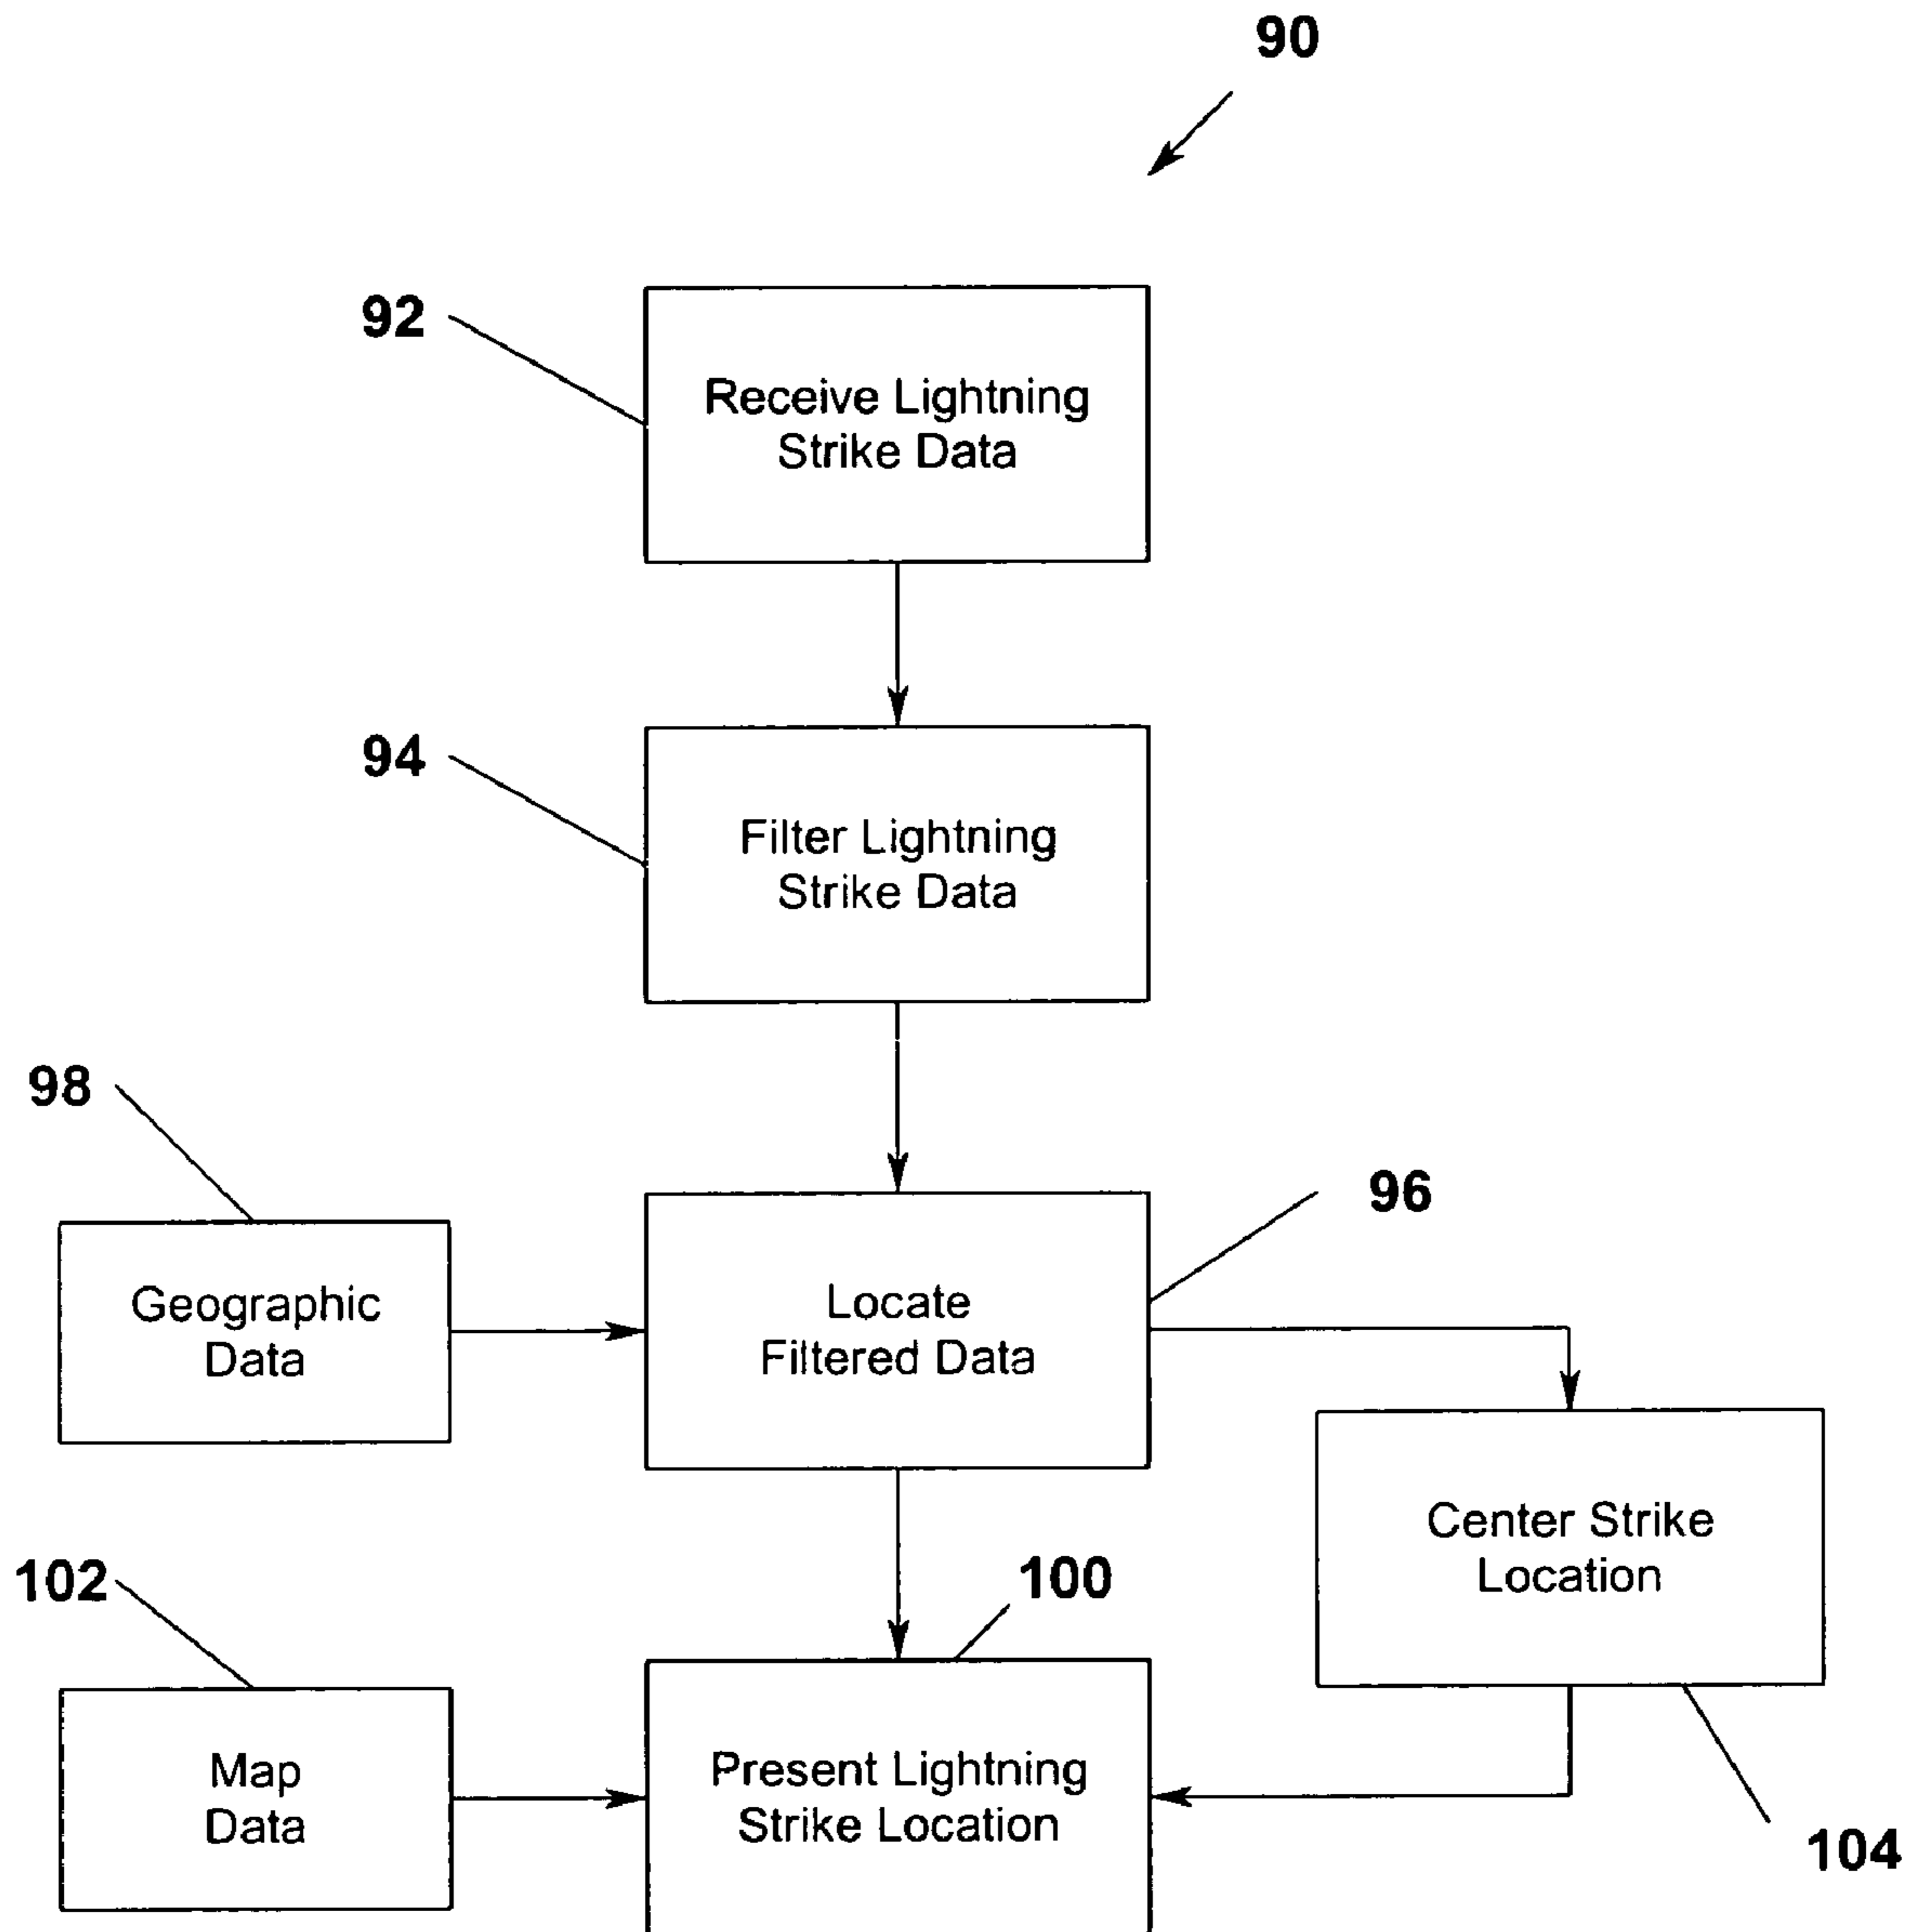 90
92
Receive Lightning
Strike Data
94
Filter Lightning
Strike Data
98
96
Geographic
Data
Locate
Filtered Data
Center Strike
Location
102
100
Map
Data
Present Lightning
Strike Location
104